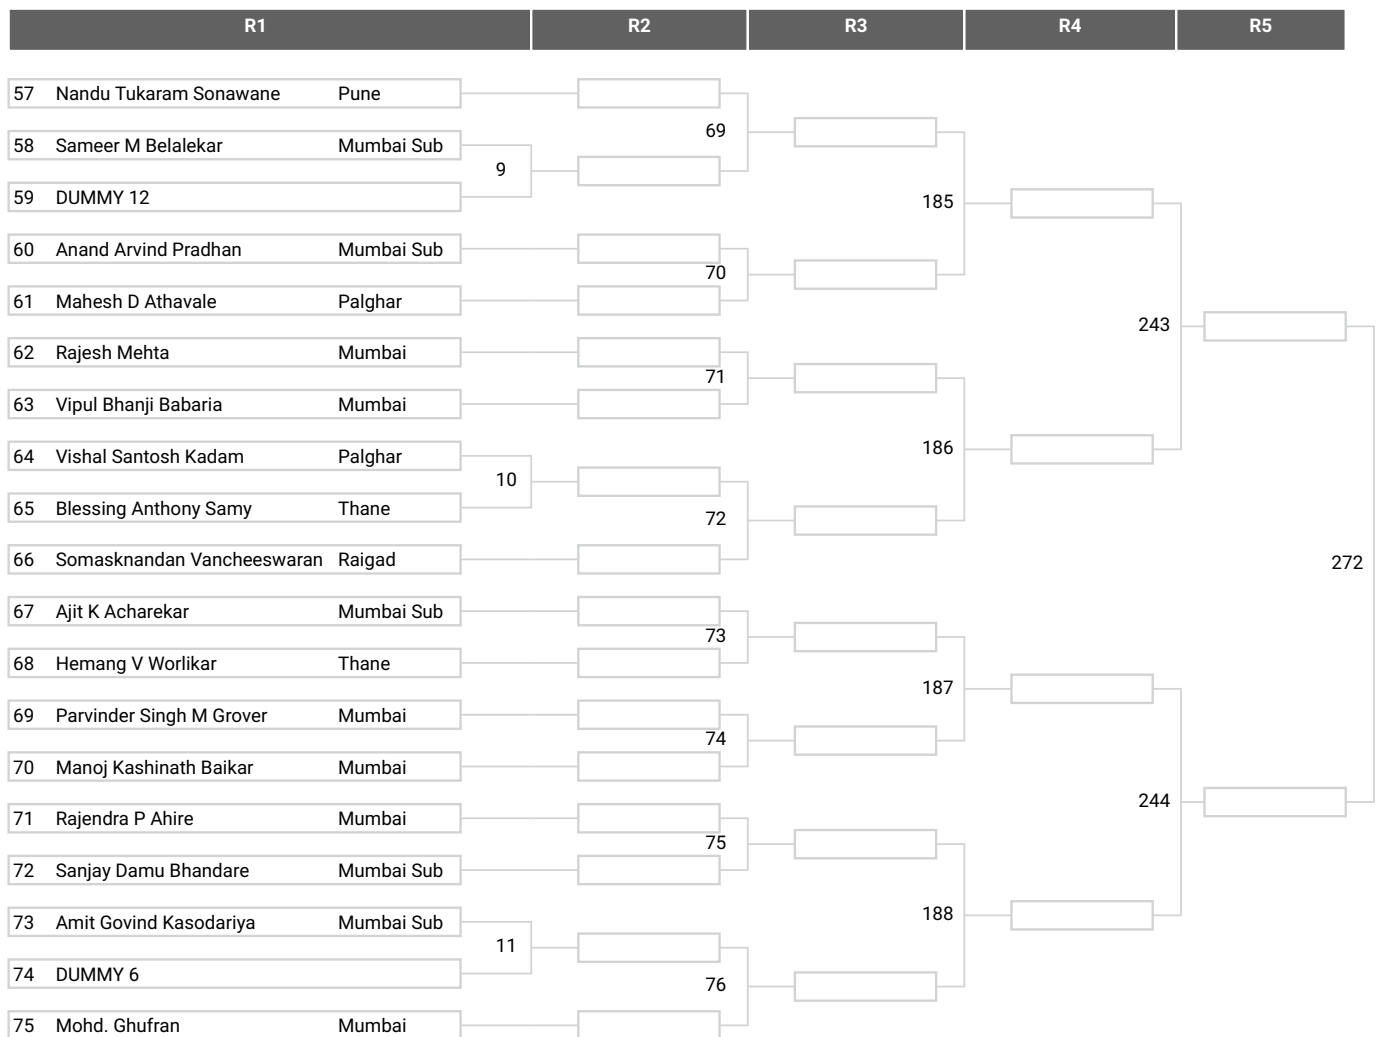 R1 R2 R3 R4 R5
57 Nandu Tukaram Sonawane Pune
69
58 Sameer M Belalekar Mumbai Sub
9
59 DUMMY 12
185
60 Anand Arvind Pradhan Mumbai Sub
70
61 Mahesh D Athavale Palghar
243
62 Rajesh Mehta Mumbai
71
63 Vipul Bhanji Babaria Mumbai
186
64 Vishal Santosh Kadam Palghar
10
65 Blessing Anthony Samy Thane
72
66 Somasknandan Vancheeswaran Raigad
272
67 Ajit K Acharekar Mumbai Sub
73
68 Hemang V Worlikar Thane
187
69 Parvinder Singh M Grover Mumbai
74
70 Manoj Kashinath Baikar Mumbai
244
71 Rajendra P Ahire Mumbai
75
72 Sanjay Damu Bhandare Mumbai Sub
188
73 Amit Govind Kasodariya Mumbai Sub
11
74 DUMMY 6
76
75 Mohd. Ghufran Mumbai